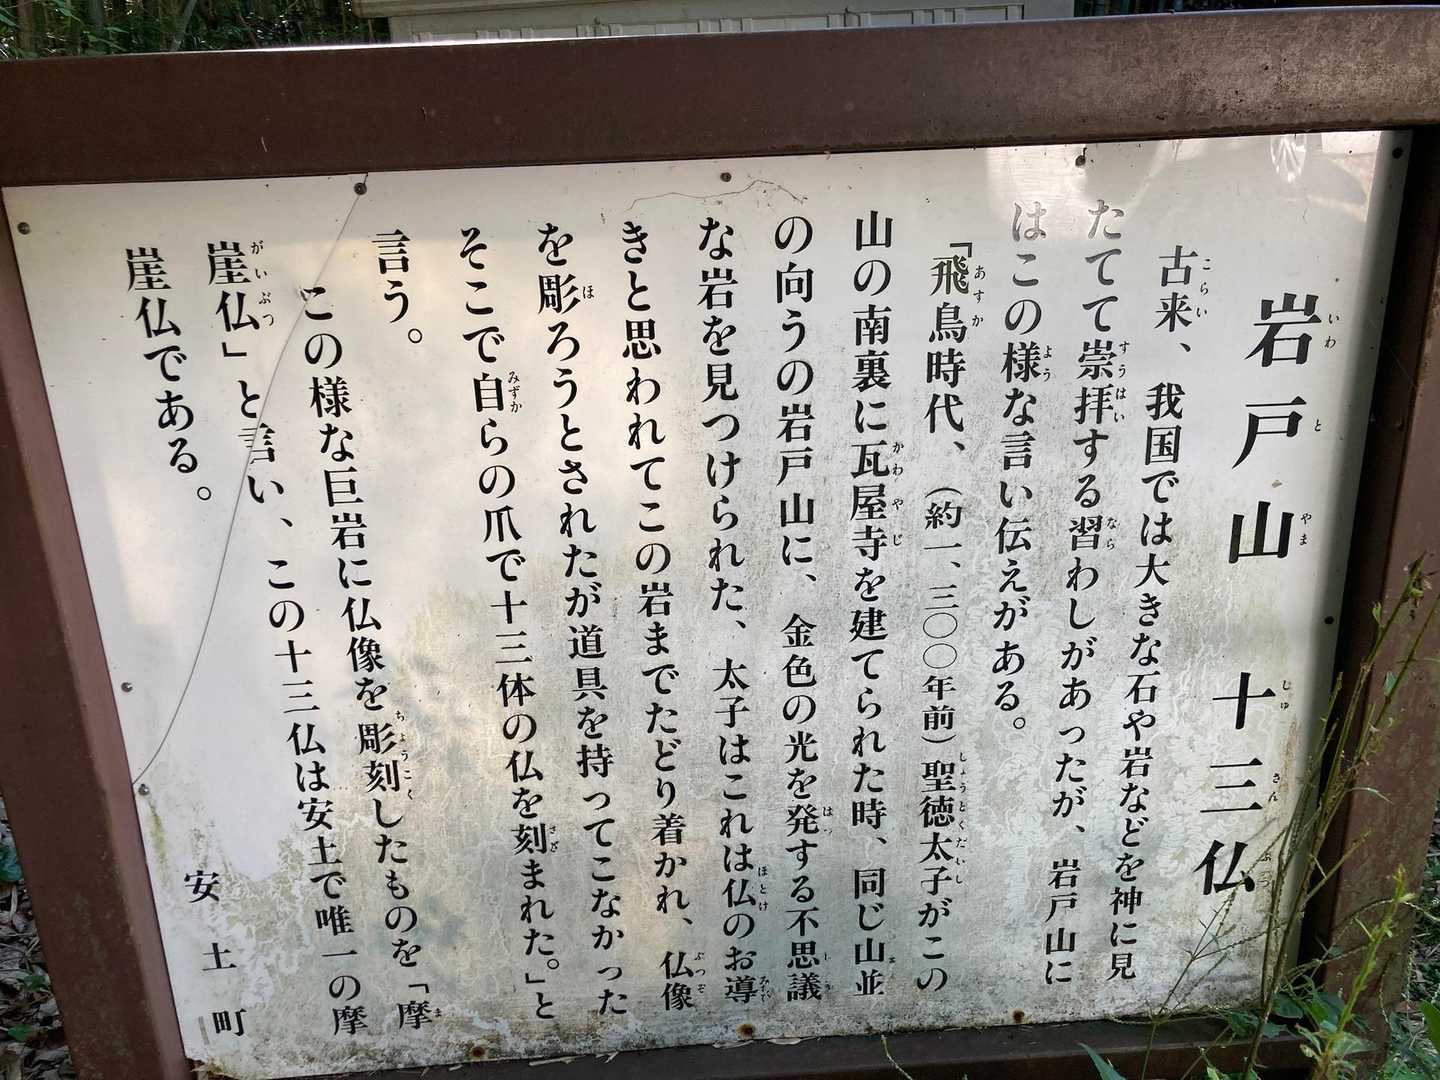 岩戸山　十三仏
古来、我国では大きな石や岩などを神に見
たてて崇拝する習わしがあったが、岩戸山に
はこの様な言い伝えがある。
「飛鳥時代、（約一、三〇〇年前）聖徳太子がこの
山の南裏に瓦屋寺を建てられた時、同じ山並
の向うの岩戸山に、金色の光を発する不思議
な岩を見つけられた、太子はこれは仏のお導
きと思われてこの岩までたどり着かれ、仏像
を彫ろうとされたが道具を持ってこなかった
そこで自らの爪で十三体の仏を刻まれた。」と
言う。
この様な巨岩に仏像を彫刻したものを「摩
崖仏」と言い、この十三仏は安土で唯一の摩
崖仏である。
安土町